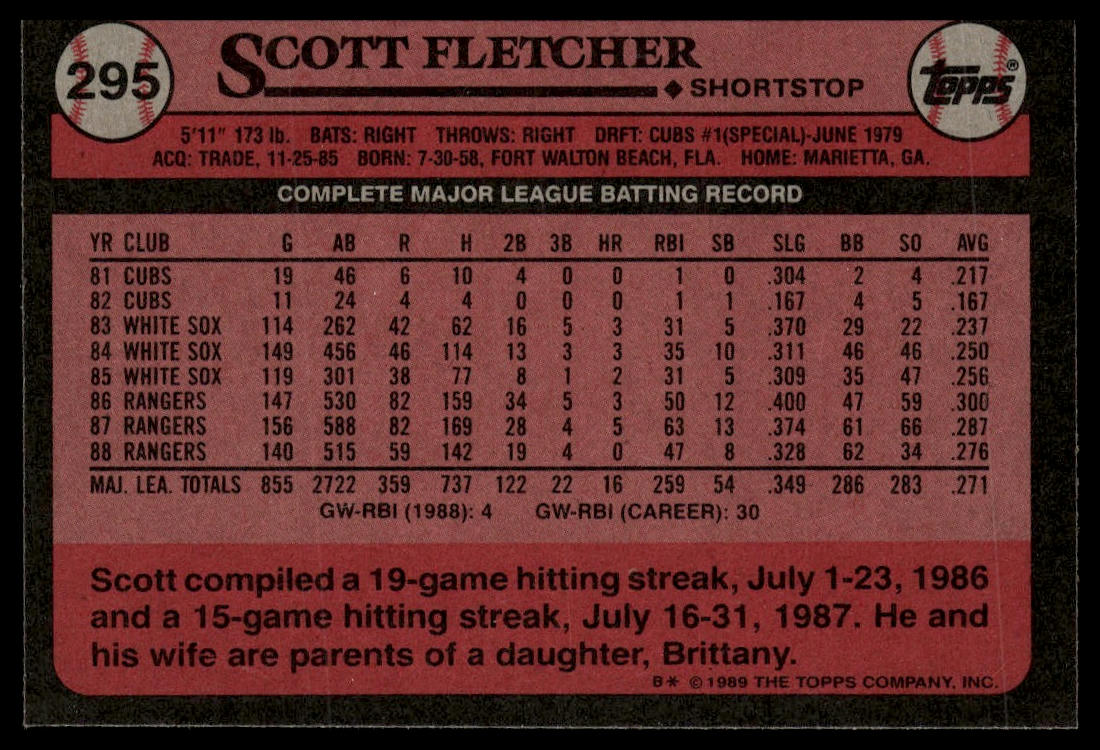 295 SCOTT FLETCHER
◆ SHORTSTOP
topps®
5'11" 173 lb. BATS: RIGHT THROWS: RIGHT DRFT: CUBS #1(SPECIAL)-JUNE 1979
ACQ: TRADE, 11-25-85 BORN: 7-30-58, FORT WALTON BEACH, FLA. HOME: MARIETTA, GA.
COMPLETE MAJOR LEAGUE BATTING RECORD
YR CLUB G AB R H 2B 3B HR RBI SB SLG BB SO AVG
81 CUBS 19 46 6 10 4 0 0 1 0 .304 2 4 .217
82 CUBS 11 24 4 4 0 0 0 1 1 .167 4 5 .167
83 WHITE SOX 114 262 42 62 16 5 3 31 5 .370 29 22 .237
84 WHITE SOX 149 456 46 114 13 3 3 35 10 .311 46 46 .250
85 WHITE SOX 119 301 38 77 8 1 2 31 5 .309 35 47 .256
86 RANGERS 147 530 82 159 34 5 3 50 12 .400 47 59 .300
87 RANGERS 156 588 82 169 28 4 5 63 13 .374 61 66 .287
88 RANGERS 140 515 59 142 19 4 0 47 8 .328 62 34 .276
MAJ. LEA. TOTALS 855 2722 359 737 122 22 16 259 54 .349 286 283 .271
GW-RBI (1988): 4 GW-RBI (CAREER): 30
Scott compiled a 19-game hitting streak, July 1-23, 1986
and a 15-game hitting streak, July 16-31, 1987. He and
his wife are parents of a daughter, Brittany.
B* © 1989 THE TOPPS COMPANY, INC.